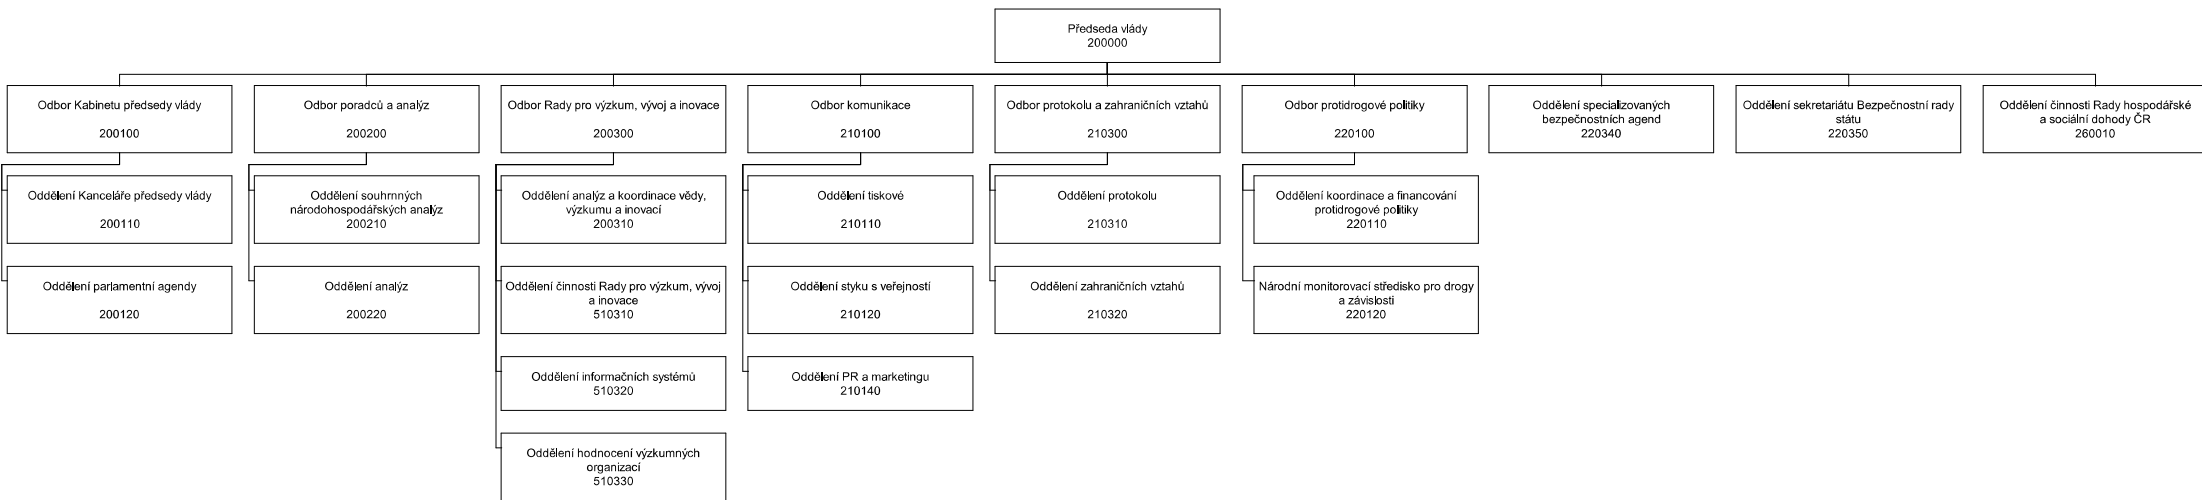 Předseda vlády
200000
Odbor Kabinetu předsedy vlády
200100
Odbor poradců a analýz
200200
Odbor Rady pro výzkum, vývoj a inovace
200300
Odbor komunikace
210100
Odbor protokolu a zahraničních vztahů
210300
Odbor protidrogové politiky
220100
Oddělení specializovaných
bezpečnostních agend
220340
Oddělení sekretariátu Bezpečnostní rady
státu
220350
Oddělení činnosti Rady hospodářské
a sociální dohody ČR
260010
Oddělení Kanceláře předsedy vlády
200110
Oddělení souhrnných
národohospodářských analýz
200210
Oddělení analýz a koordinace vědy,
výzkumu a inovací
200310
Oddělení tiskové
210110
Oddělení protokolu
210310
Oddělení koordinace a financování
protidrogové politiky
220110
Oddělení parlamentní agendy
200120
Oddělení analýz
200220
Oddělení činnosti Rady pro výzkum, vývoj
a inovace
510310
Oddělení styku s veřejností
210120
Oddělení zahraničních vztahů
210320
Národní monitorovací středisko pro drogy
a závislosti
220120
Oddělení informačních systémů
510320
Oddělení PR a marketingu
210140
Oddělení hodnocení výzkumných
organizací
510330